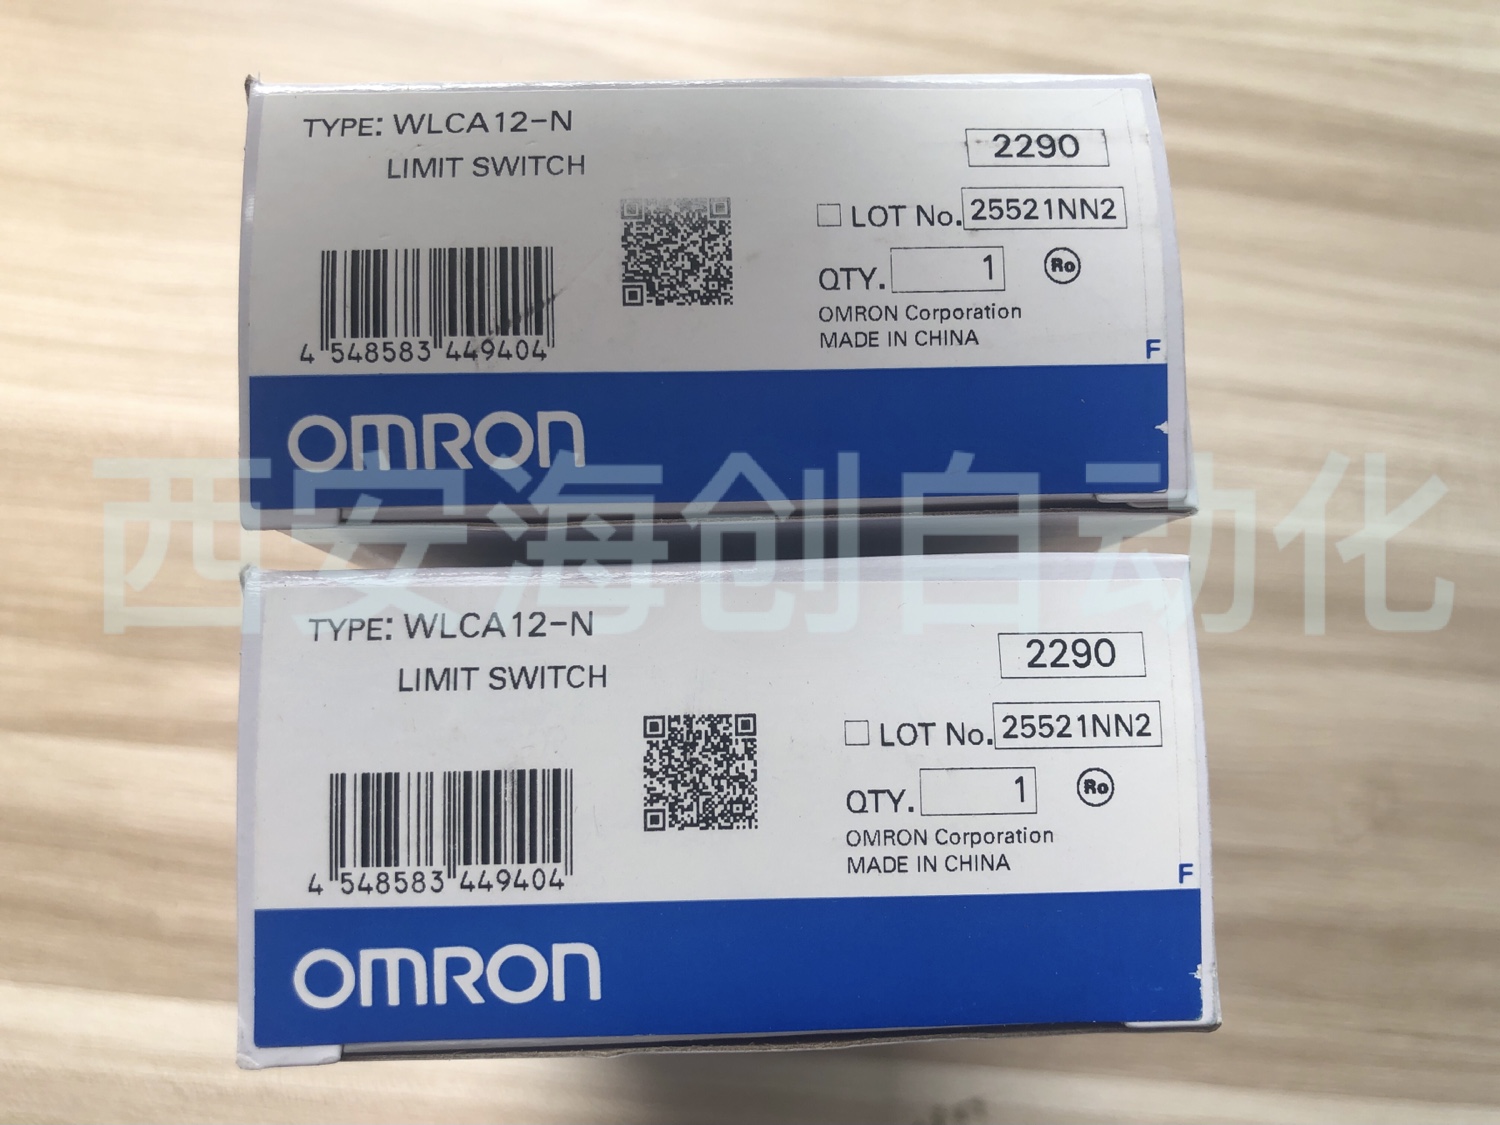 TYPE: WLCA12-N
LIMIT SWITCH
2290
LOT No. 25521NN2
QTY. 1
Ro
OMRON Corporation
MADE IN CHINA
4 548583 449404
F
OMRON
西安海创自动化
TYPE: WLCA12-N
LIMIT SWITCH
2290
LOT No. 25521NN2
QTY. 1
Ro
OMRON Corporation
MADE IN CHINA
4 548583 449404
F
OMRON